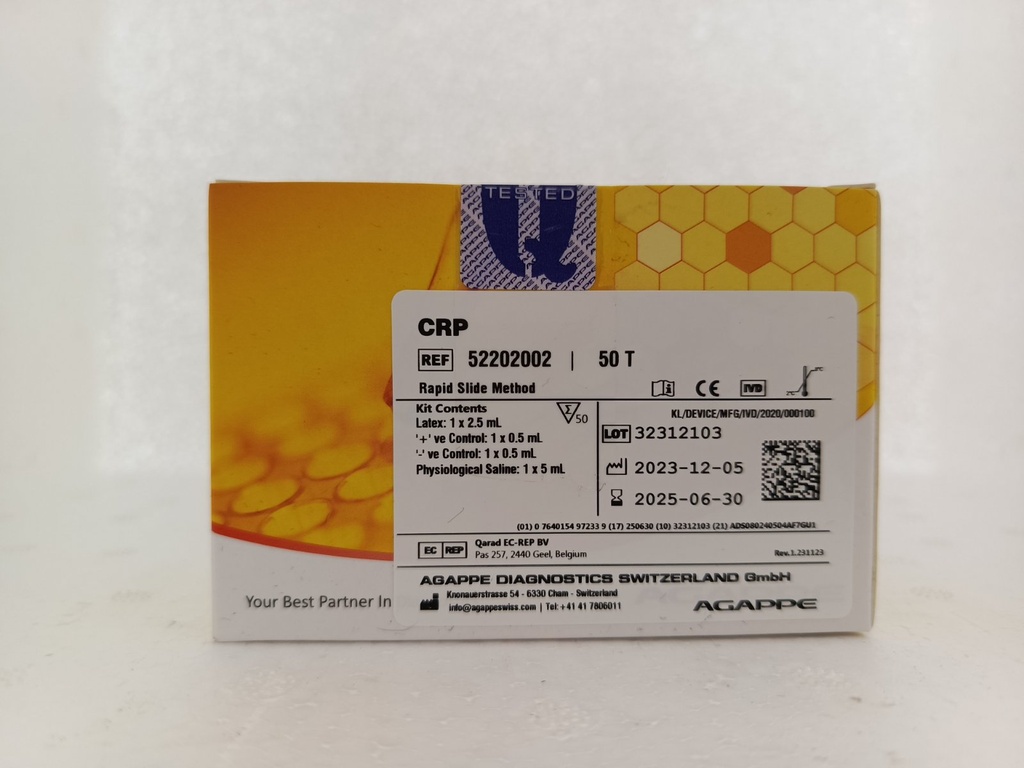 TESTED
CRP
REF 52202002 | 50 T
Rapid Slide Method
CE IVD
Kit Contents
Latex: 1 x 2.5 mL
'+' ve Control: 1 x 0.5 mL
'-' ve Control: 1 x 0.5 mL
Physiological Saline: 1 x 5 mL
Σ 50
KL/DEVICE/MFG/IVD/2020/000100
LOT 32312103
2023-12-05
2025-06-30
(01) 0 7640154 97233 9 (17) 250630 (10) 32312103 (21) ADS080240504AF7GU1
EC REP Qarad EC-REP BV
Pas 257, 2440 Geel, Belgium
Rev.1.231123
AGAPPE DIAGNOSTICS SWITZERLAND GmbH
Knonauerstrasse 54 - 6330 Cham - Switzerland
info@agappeswiss.com | Tel: +41 41 7806011
AGAPPE
Your Best Partner In